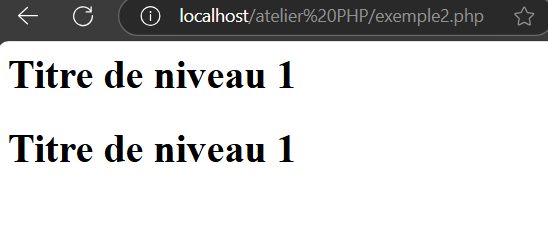 localhost/atelier%20PHP/exemple2.php
Titre de niveau 1
Titre de niveau 1